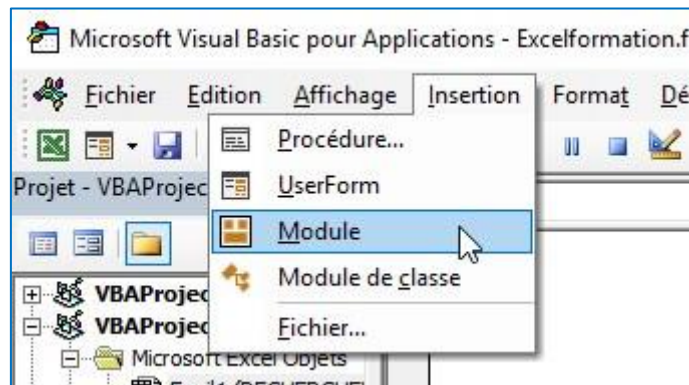 Microsoft Visual Basic pour Applications - Excelformation.f
Fichier Edition Affichage Insertion Format Dé
Procédure...
Projet - VBAProjec
UserForm
Module
Module de classe
VBAProjec
VBAProjec
Fichier...
Microsoft Excel Objets